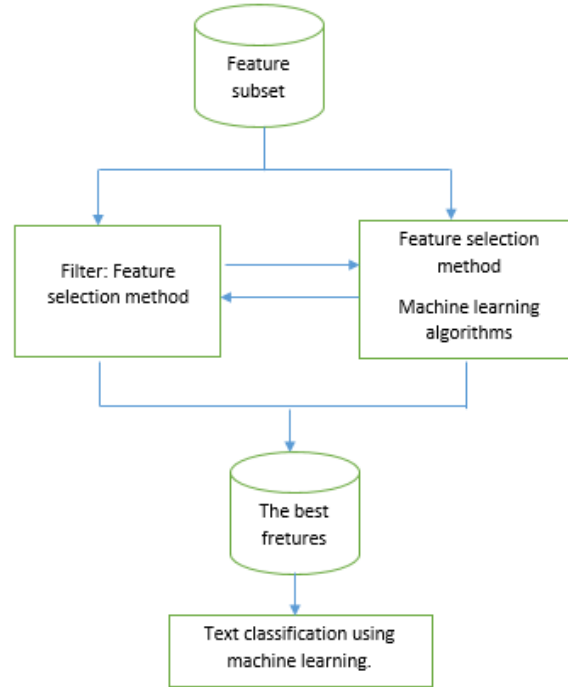 Feature
subset
Filter: Feature
selection method
Feature selection
method
Machine learning
algorithms
The best
fretures
Text classification using
machine learning.